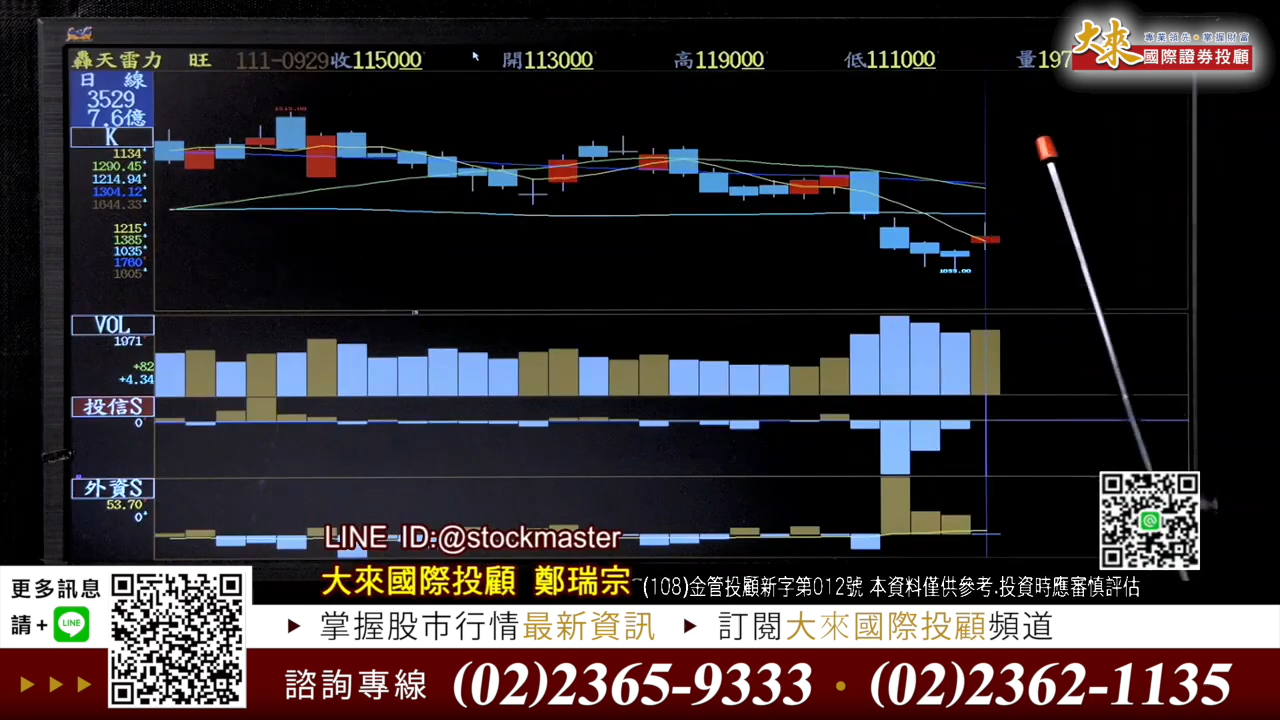 大來 專業領先•掌握財富
國際證券投顧
轟天雷力 旺 111-0929收115000 開113000 高119000 低111000 量197
日 線
3529
7.6億
K
1134
1290.45
1214.94
1304.12
1644.33
1215
1385
1035
1760
1605
VOL
1971
+82
+4.34
投信S
0
外資S
53.70
0
LINE ID:@stockmaster
大來國際投顧 鄭瑞宗 (108)金管投顧新字第012號 本資料僅供參考.投資時應審慎評估
更多訊息
請+ LINE
掌握股市行情最新資訊 訂閱大來國際投顧頻道
諮詢專線 (02)2365-9333 • (02)2362-1135